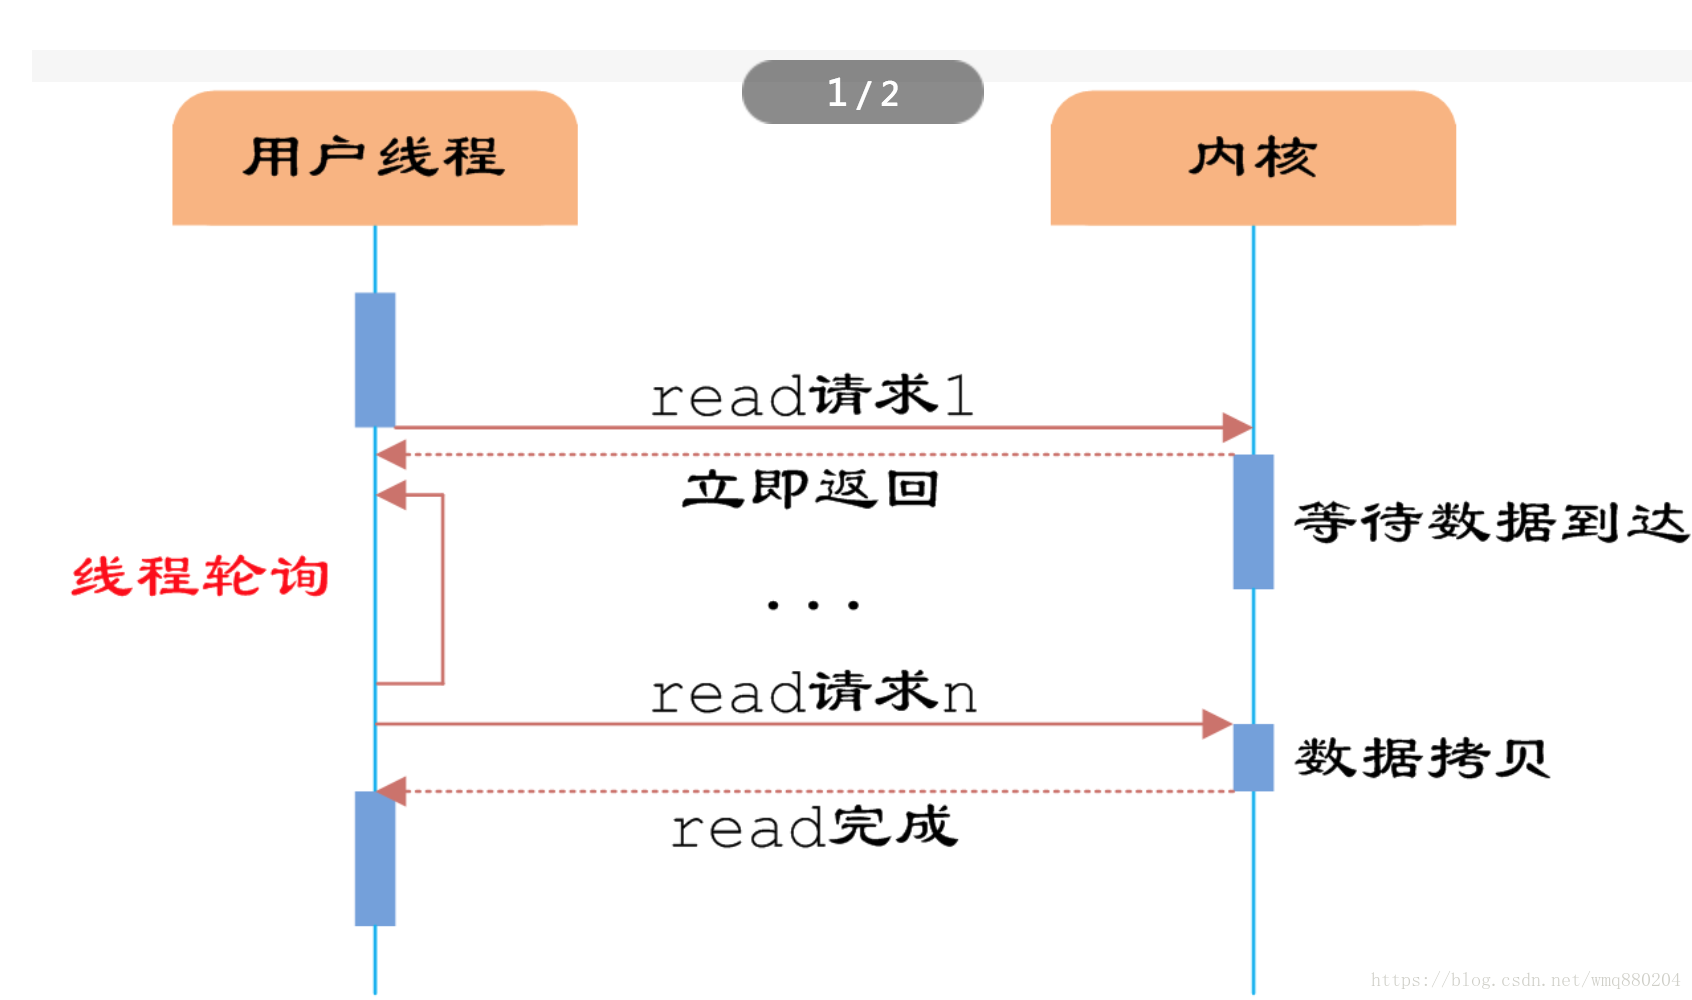 1/2
用户线程
内核
read请求1
立即返回
等待数据到达
线程轮询
...
read请求n
数据拷贝
read完成
https://blog.csdn.net/wmq880204